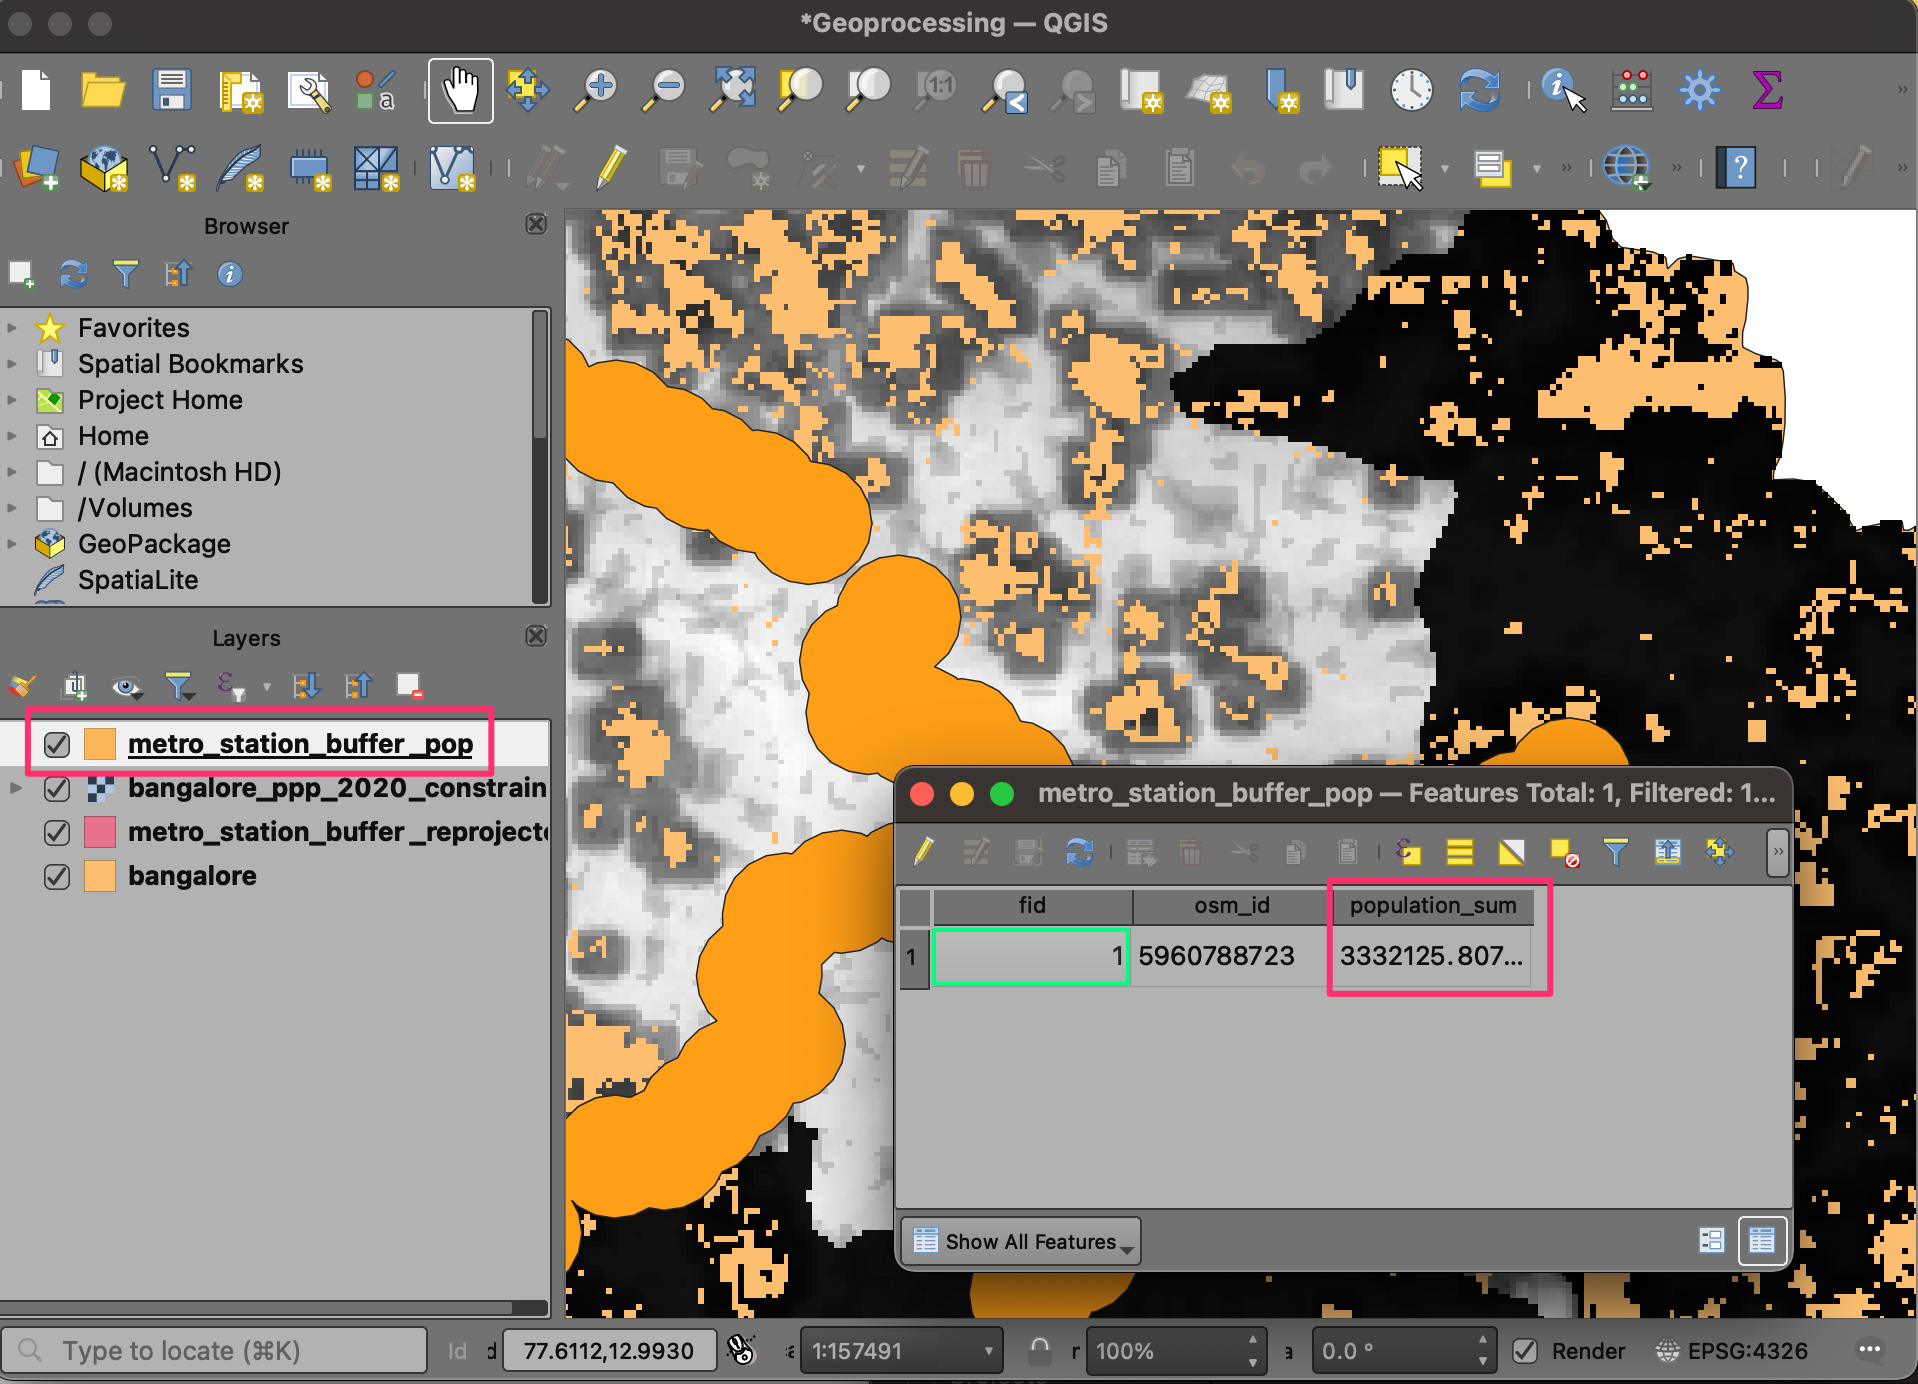 *Geoprocessing — QGIS
Browser
Favorites
Spatial Bookmarks
Project Home
Home
/ (Macintosh HD)
/Volumes
GeoPackage
SpatiaLite
Layers
metro_station_buffer_pop
bangalore_ppp_2020_constrain
metro_station_buffer_reprojecte
bangalore
metro_station_buffer_pop — Features Total: 1, Filtered: 1...
fid osm_id population_sum
1 1 5960788723 3332125.807...
Show All Features
Type to locate (⌘K) 77.6112,12.9930 1:157491 100% 0.0 ° Render EPSG:4326